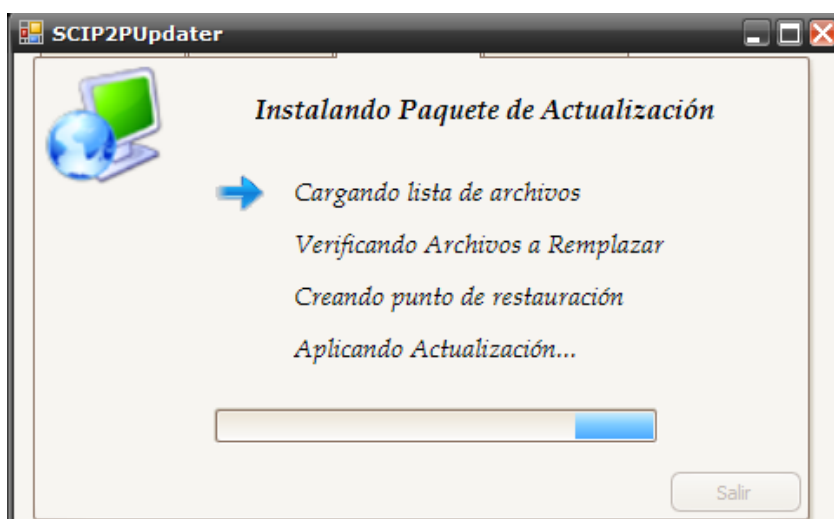 SCIP2PUpdater
Instalando Paquete de Actualización
Cargando lista de archivos
Verificando Archivos a Remplazar
Creando punto de restauración
Aplicando Actualización...
Salir